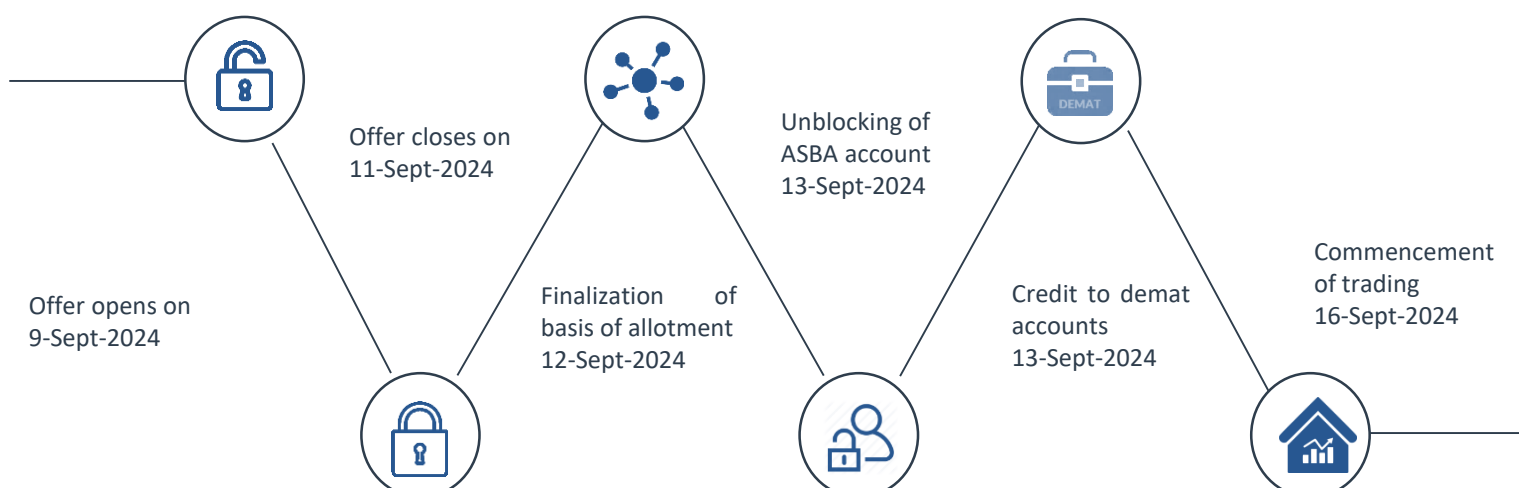 Offer opens on
9-Sept-2024
Offer closes on
11-Sept-2024
Finalization of
basis of allotment
12-Sept-2024
Unblocking of
ASBA account
13-Sept-2024
DEMAT
Credit to demat
accounts
13-Sept-2024
Commencement
of trading
16-Sept-2024